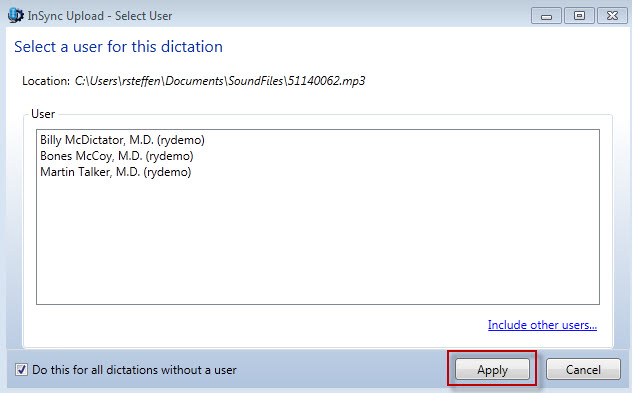 InSync Upload - Select User
Select a user for this dictation
Location: C:\Users\rsteffen\Documents\SoundFiles\51140062.mp3
User
Billy McDictator, M.D. (rydemo)
Bones McCoy, M.D. (rydemo)
Martin Talker, M.D. (rydemo)
Include other users...
Do this for all dictations without a user
Apply
Cancel